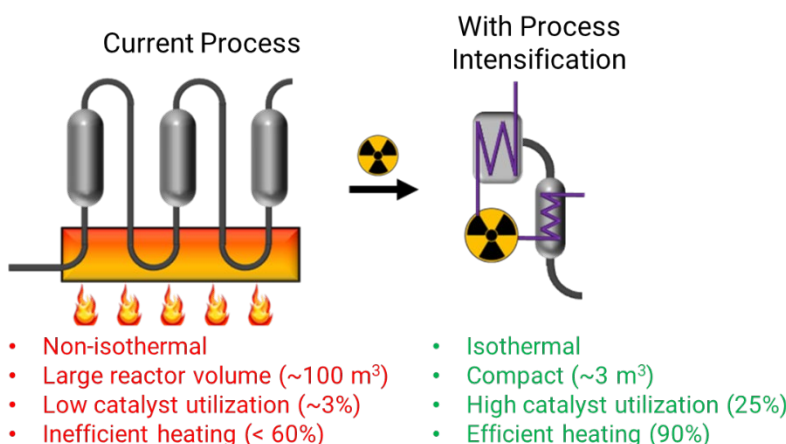 Current Process
With Process
Intensification
• Non-isothermal
• Large reactor volume (~100 m³)
• Low catalyst utilization (~3%)
• Inefficient heating (< 60%)
• Isothermal
• Compact (~3 m³)
• High catalyst utilization (25%)
• Efficient heating (90%)